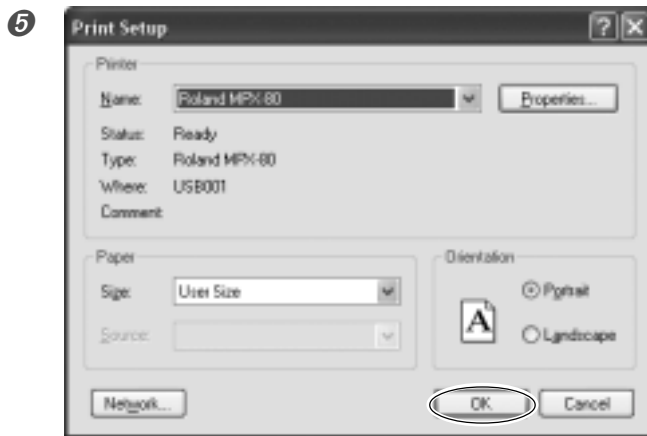 5
Print Setup
Printer
Name: Roland MPX-80 Properties...
Status: Ready
Type: Roland MPX-80
Where: USB001
Comment:
Paper
Size: User Size
Source:
Orientation
A
Portrait
Landscape
Network... OK Cancel